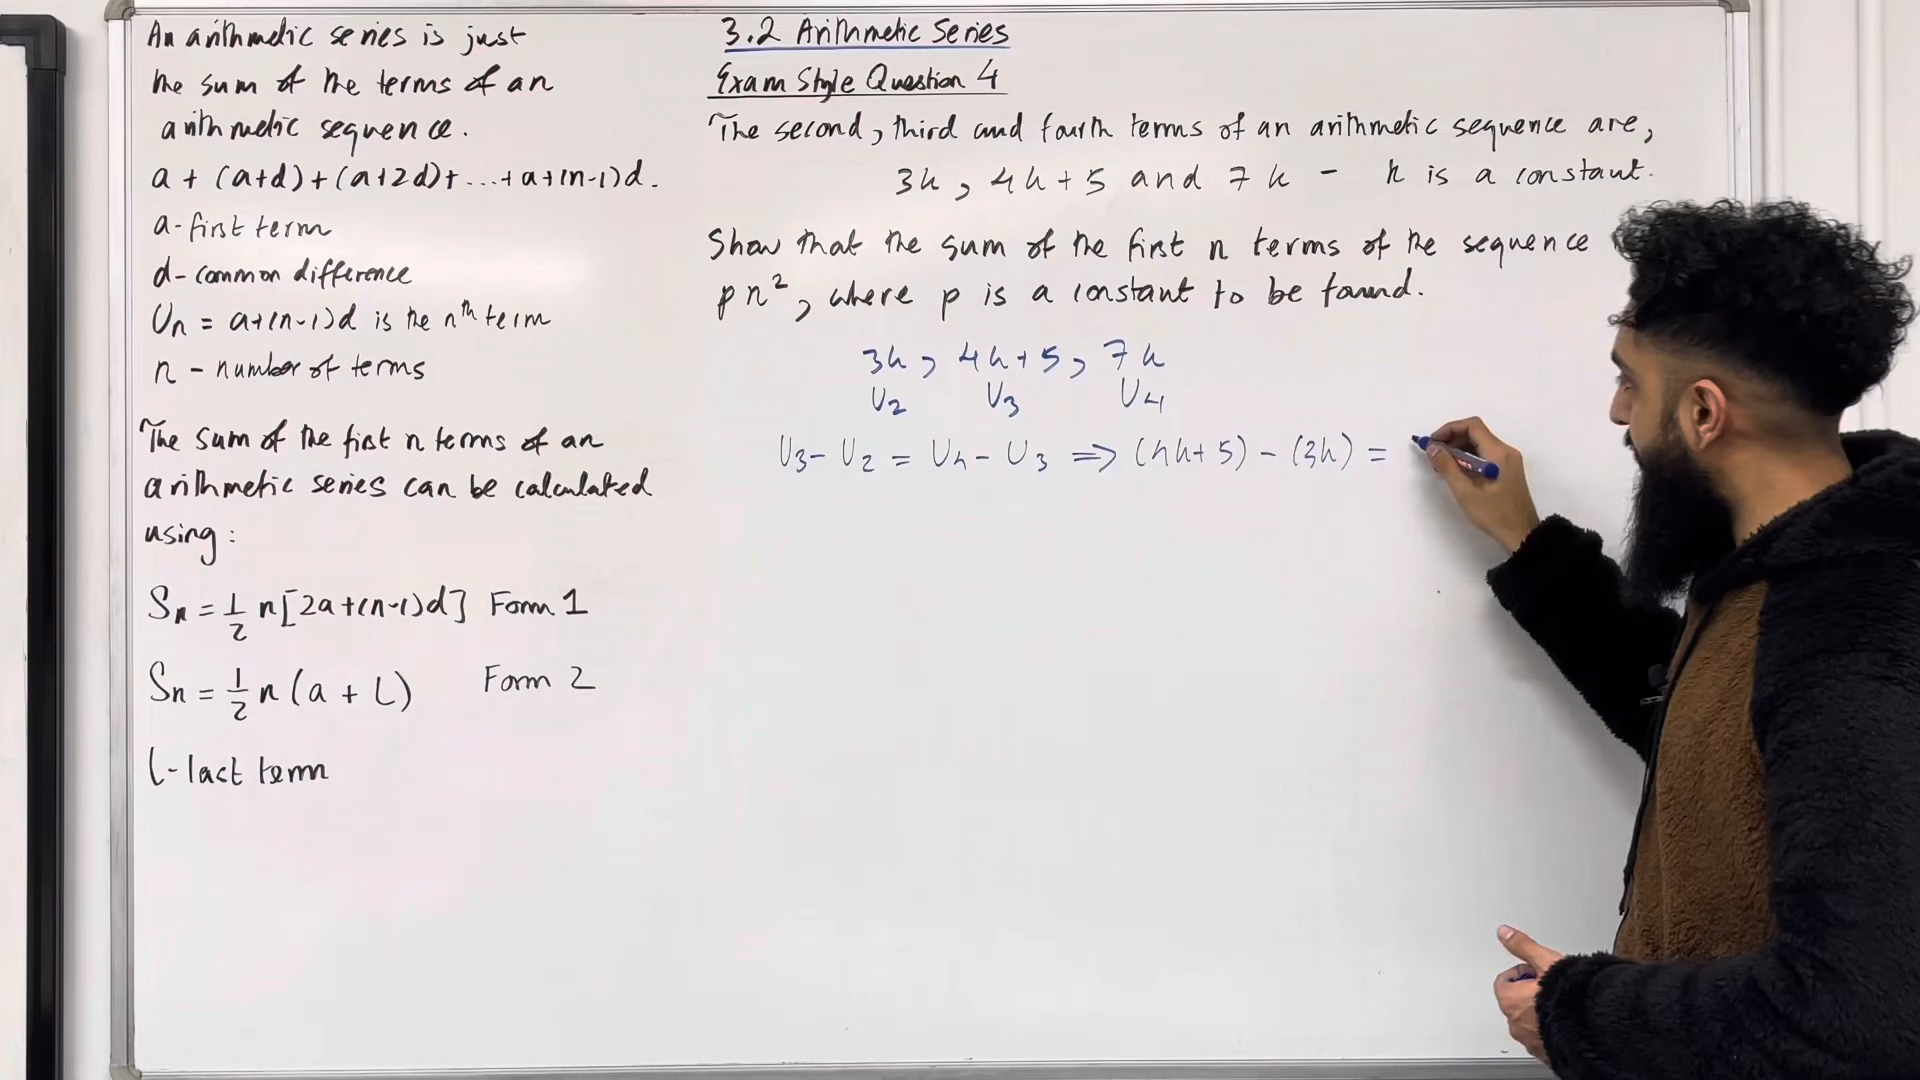 An arithmetic series is just
the sum of the terms of an
arithmetic sequence.
a + (a+d)+(a+2d)+...+a+(n-1)d.
a - first term
d - common difference
Un = a+(n-1)d is the nth term
n - number of terms
The sum of the first n terms of an
arithmetic series can be calculated
using:
Sn = 1/2 n[2a+(n-1)d] Form 1
Sn = 1/2 n (a + L) Form 2
L - last term
3.2 Arithmetic Series
Exam Style Question 4
The second, third and fourth terms of an arithmetic sequence are,
3k, 4k+5 and 7k - k is a constant.
Show that the sum of the first n terms of the sequence
pn², where p is a constant to be found.
3k, 4k+5, 7k
U2 U3 U4
U3 - U2 = U4 - U3 ⇒ (4k+5) - (3k) =